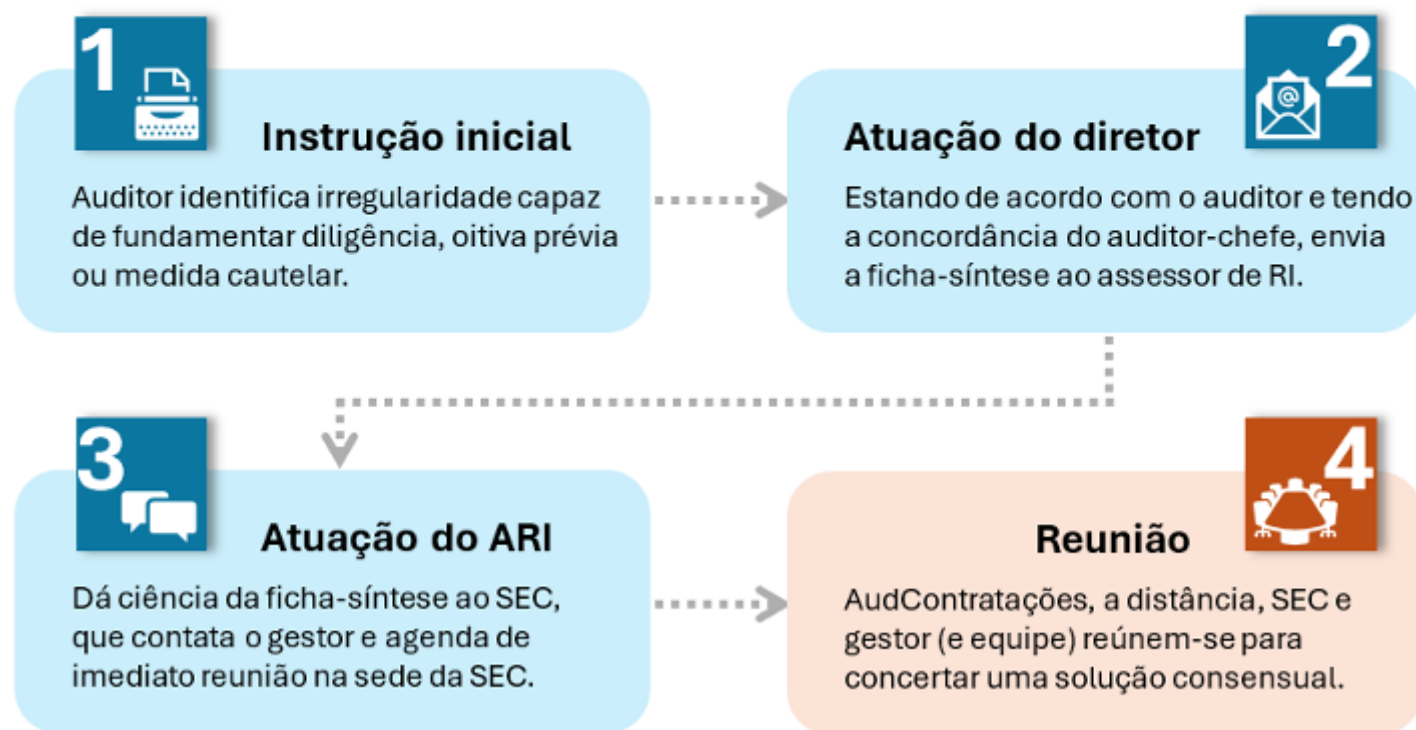 1
Instrução inicial
Auditor identifica irregularidade capaz
de fundamentar diligência, oitiva prévia
ou medida cautelar.
2
Atuação do diretor
Estando de acordo com o auditor e tendo
a concordância do auditor-chefe, envia
a ficha-síntese ao assessor de RI.
3
Atuação do ARI
Dá ciência da ficha-síntese ao SEC,
que contata o gestor e agenda de
imediato reunião na sede da SEC.
4
Reunião
AudContratações, a distância, SEC e
gestor (e equipe) reúnem-se para
concertar uma solução consensual.